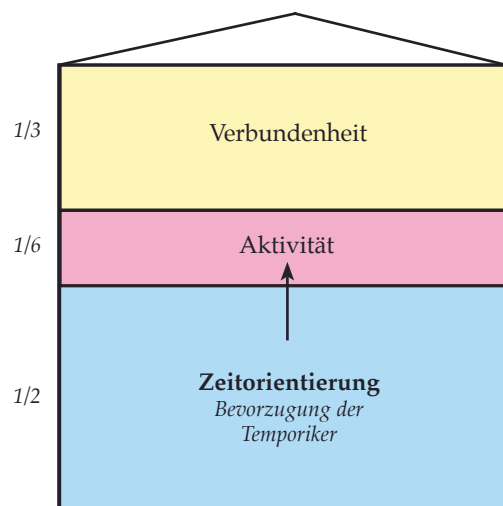 1/3
Verbundenheit
1/6
Aktivität
1/2
Zeitorientierung
Bevorzugung der
Temporiker